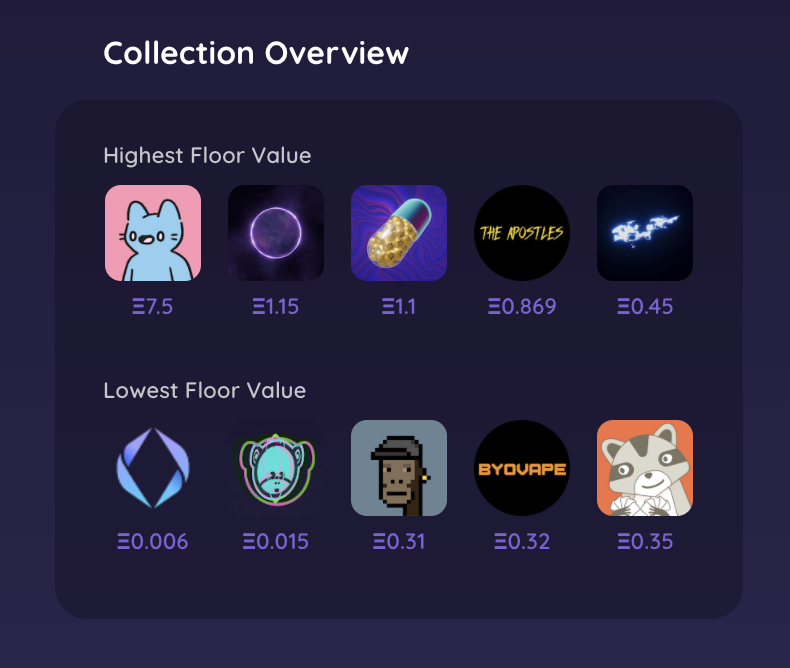 Collection Overview
Highest Floor Value
THE APOSTLES
Ξ7.5 Ξ1.15 Ξ1.1 Ξ0.869 Ξ0.45
Lowest Floor Value
BYOVAPE
Ξ0.006 Ξ0.015 Ξ0.31 Ξ0.32 Ξ0.35